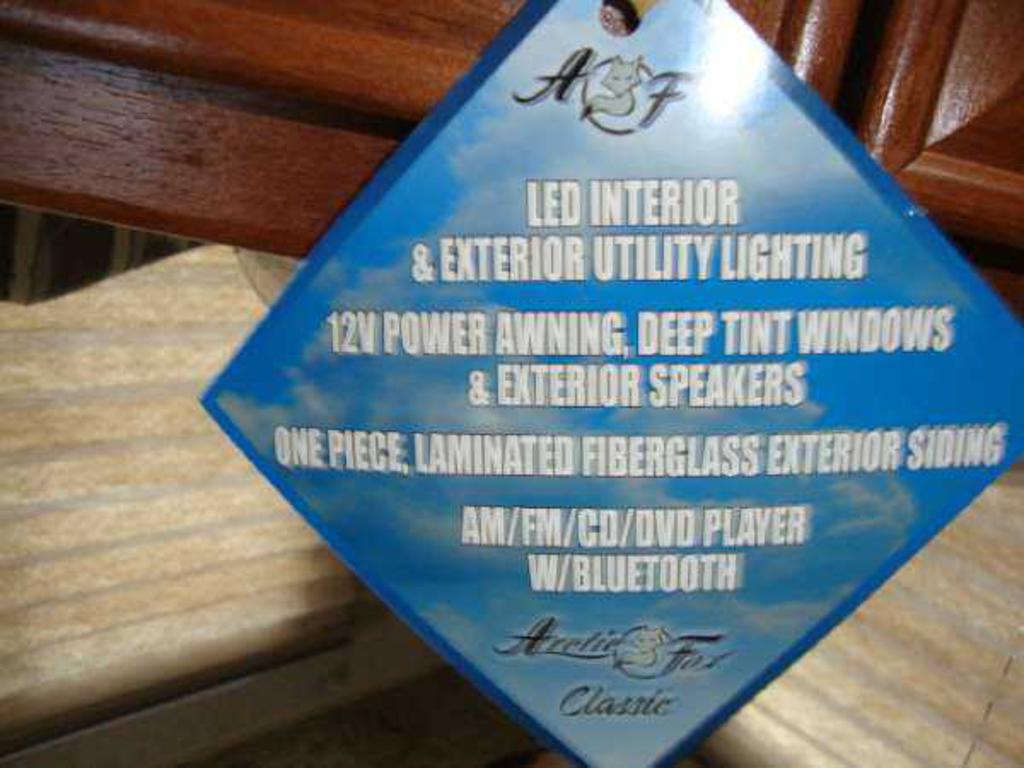 A F
LED INTERIOR
& EXTERIOR UTILITY LIGHTING
12V POWER AWNING, DEEP TINT WINDOWS
& EXTERIOR SPEAKERS
ONE PIECE, LAMINATED FIBERGLASS EXTERIOR SIDING
AM/FM/CD/DVD PLAYER
W/BLUETOOTH
Arctic Fox
Classic